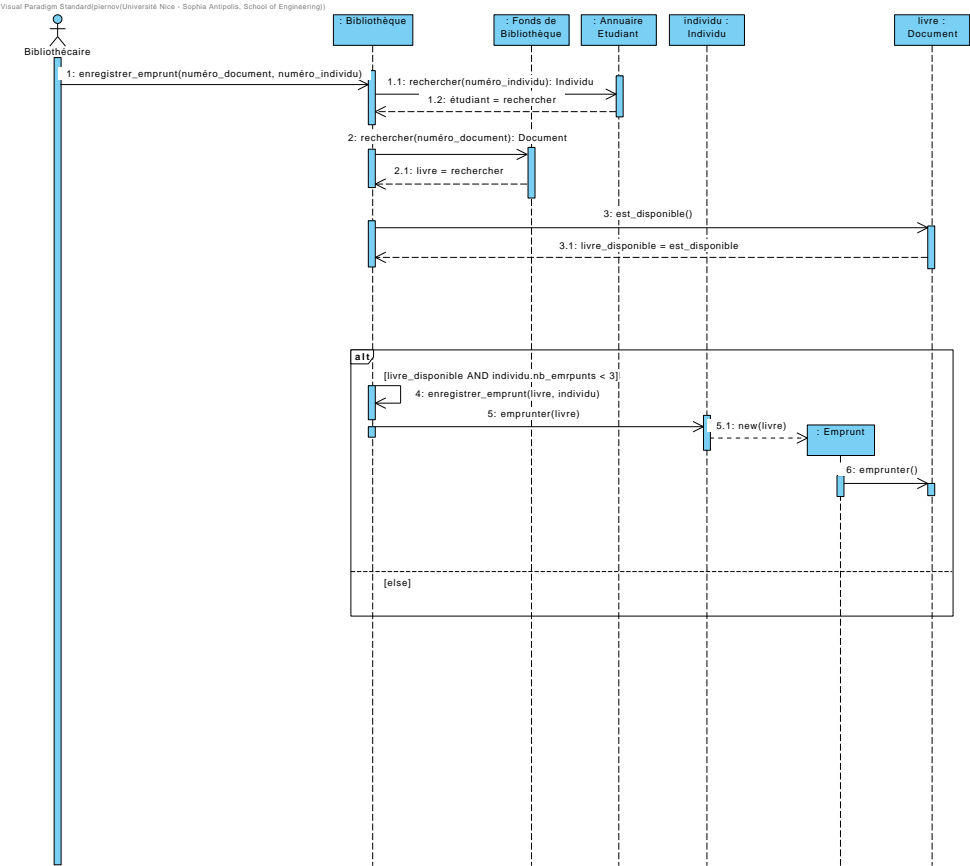 Visual Paradigm Standard(piernov(Université Nice - Sophia Antipolis, School of Engineering))
Bibliothécaire
: Bibliothèque
: Fonds de
Bibliothèque
: Annuaire
Etudiant
individu :
Individu
livre :
Document
1: enregistrer_emprunt(numéro_document, numéro_individu)
1.1: rechercher(numéro_individu): Individu
1.2: étudiant = rechercher
2: rechercher(numéro_document): Document
2.1: livre = rechercher
3: est_disponible()
3.1: livre_disponible = est_disponible
alt
[livre_disponible AND individu.nb_emrpunts < 3]
4: enregistrer_emprunt(livre, individu)
5: emprunter(livre)
5.1: new(livre)
: Emprunt
6: emprunter()
[else]